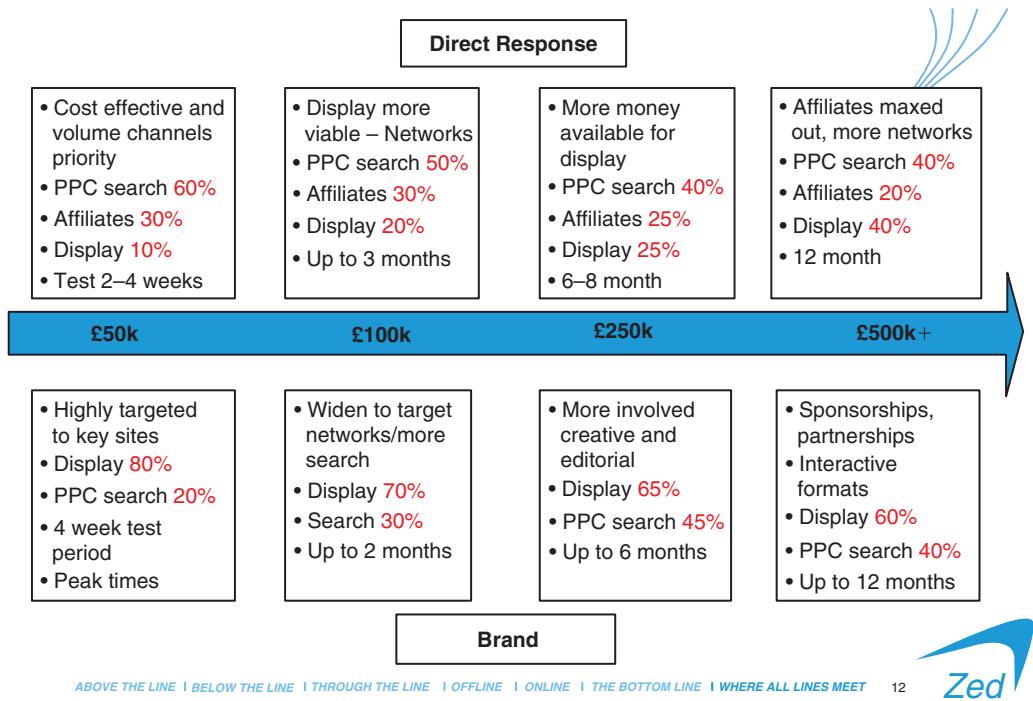 Direct Response
• Cost effective and
volume channels
priority
• PPC search 60%
• Affiliates 30%
• Display 10%
• Test 2–4 weeks
• Display more
viable – Networks
• PPC search 50%
• Affiliates 30%
• Display 20%
• Up to 3 months
• More money
available for
display
• PPC search 40%
• Affiliates 25%
• Display 25%
• 6–8 month
• Affiliates maxed
out, more networks
• PPC search 40%
• Affiliates 20%
• Display 40%
• 12 month
£50k £100k £250k £500k+
• Highly targeted
to key sites
• Display 80%
• PPC search 20%
• 4 week test
period
• Peak times
• Widen to target
networks/more
search
• Display 70%
• Search 30%
• Up to 2 months
• More involved
creative and
editorial
• Display 65%
• PPC search 45%
• Up to 6 months
• Sponsorships,
partnerships
• Interactive
formats
• Display 60%
• PPC search 40%
• Up to 12 months
Brand
ABOVE THE LINE I BELOW THE LINE I THROUGH THE LINE I OFFLINE I ONLINE I THE BOTTOM LINE I WHERE ALL LINES MEET 12
Zed